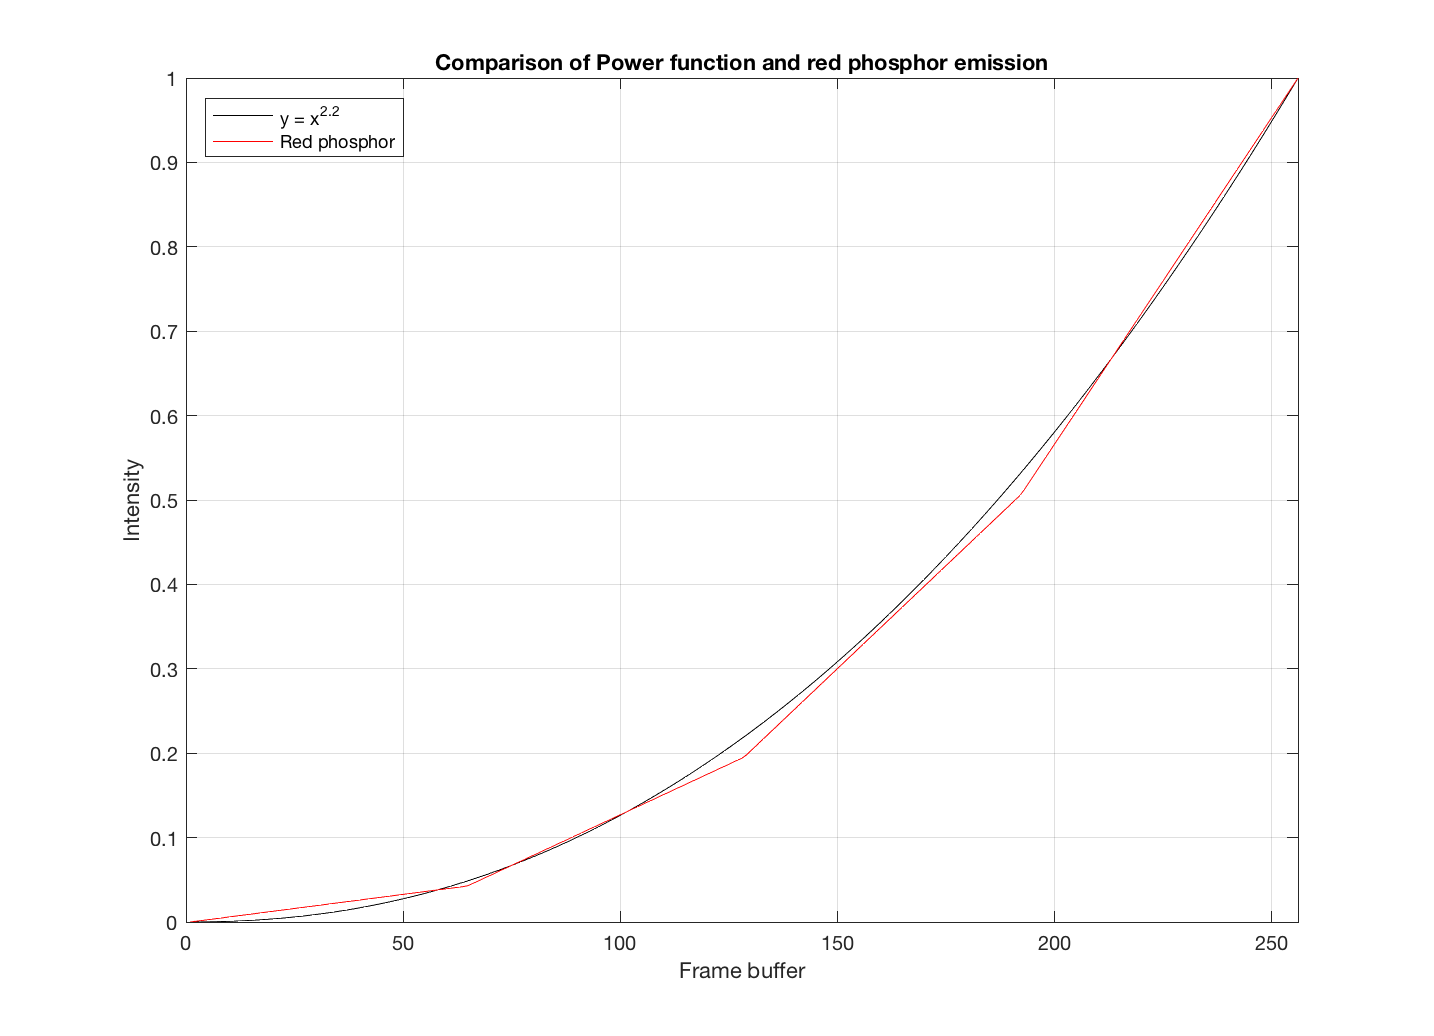 Comparison of Power function and red phosphor emission
y = x^2.2
Red phosphor
1
0.9
0.8
0.7
0.6
0.5
0.4
0.3
0.2
0.1
0
Intensity
0 50 100 150 200 250
Frame buffer